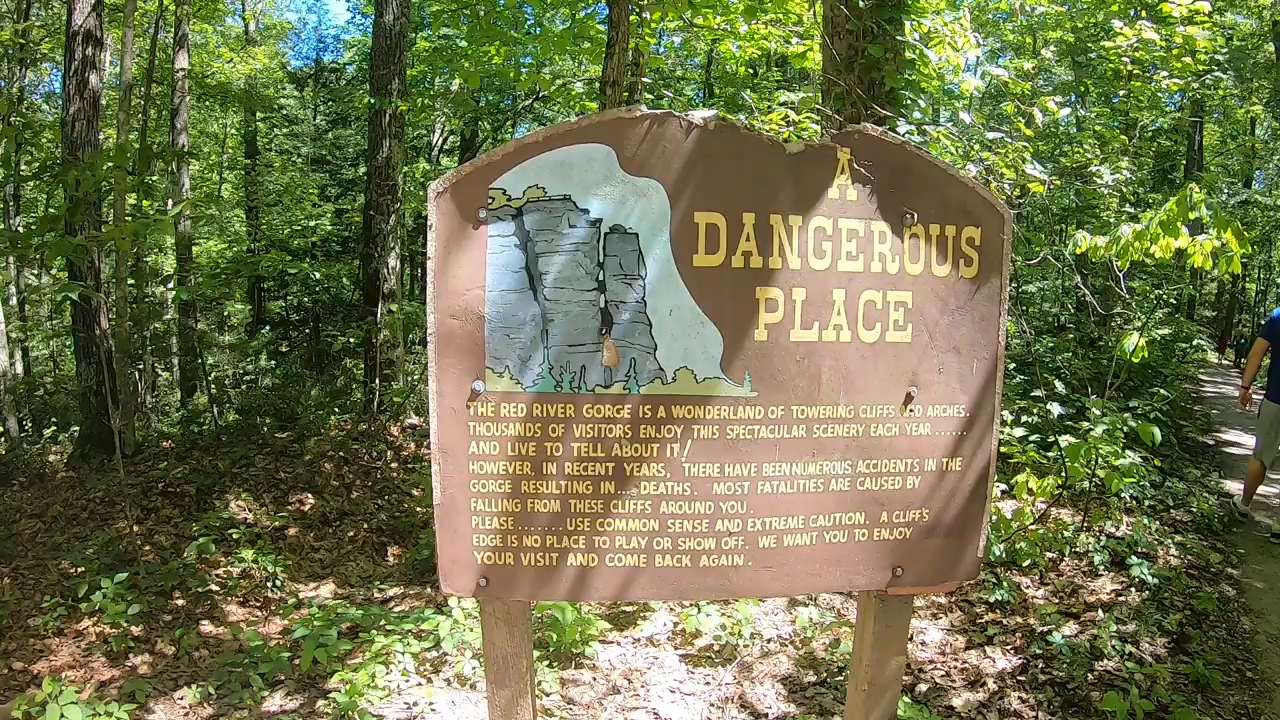 A
DANGEROUS
PLACE
THE RED RIVER GORGE IS A WONDERLAND OF TOWERING CLIFFS AND ARCHES.
THOUSANDS OF VISITORS ENJOY THIS SPECTACULAR SCENERY EACH YEAR ......
AND LIVE TO TELL ABOUT IT!
HOWEVER, IN RECENT YEARS, THERE HAVE BEEN NUMEROUS ACCIDENTS IN THE
GORGE RESULTING IN.... DEATHS. MOST FATALITIES ARE CAUSED BY
FALLING FROM THESE CLIFFS AROUND YOU.
PLEASE ....... USE COMMON SENSE AND EXTREME CAUTION. A CLIFF'S
EDGE IS NO PLACE TO PLAY OR SHOW OFF. WE WANT YOU TO ENJOY
YOUR VISIT AND COME BACK AGAIN.